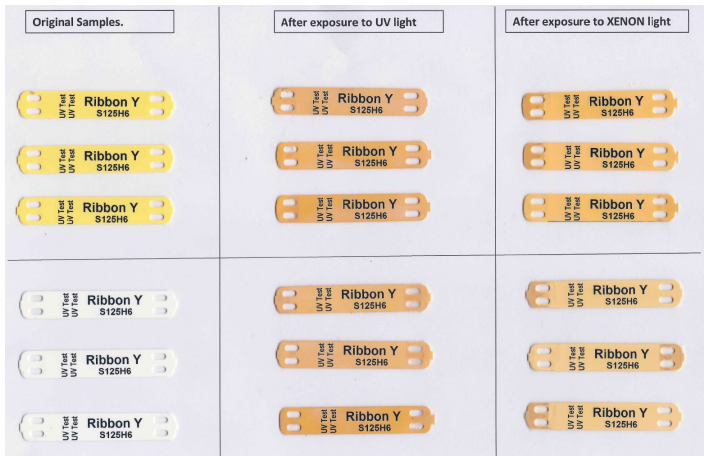 Original Samples.
After exposure to UV light
After exposure to XENON light
UV Test
UV Test
Ribbon Y
S125H6
UV Test
UV Test
Ribbon Y
S125H6
UV Test
UV Test
Ribbon Y
S125H6
UV Test
UV Test
Ribbon Y
S125H6
UV Test
UV Test
Ribbon Y
S125H6
UV Test
UV Test
Ribbon Y
S125H6
UV Test
UV Test
Ribbon Y
S125H6
UV Test
UV Test
Ribbon Y
S125H6
UV Test
UV Test
Ribbon Y
S125H6
UV Test
UV Test
Ribbon Y
S125H6
UV Test
UV Test
Ribbon Y
S125H6
UV Test
UV Test
Ribbon Y
S125H6
UV Test
UV Test
Ribbon Y
S125H6
UV Test
UV Test
Ribbon Y
S125H6
UV Test
UV Test
Ribbon Y
S125H6
UV Test
UV Test
Ribbon Y
S125H6
UV Test
UV Test
Ribbon Y
S125H6
UV Test
UV Test
Ribbon Y
S125H6